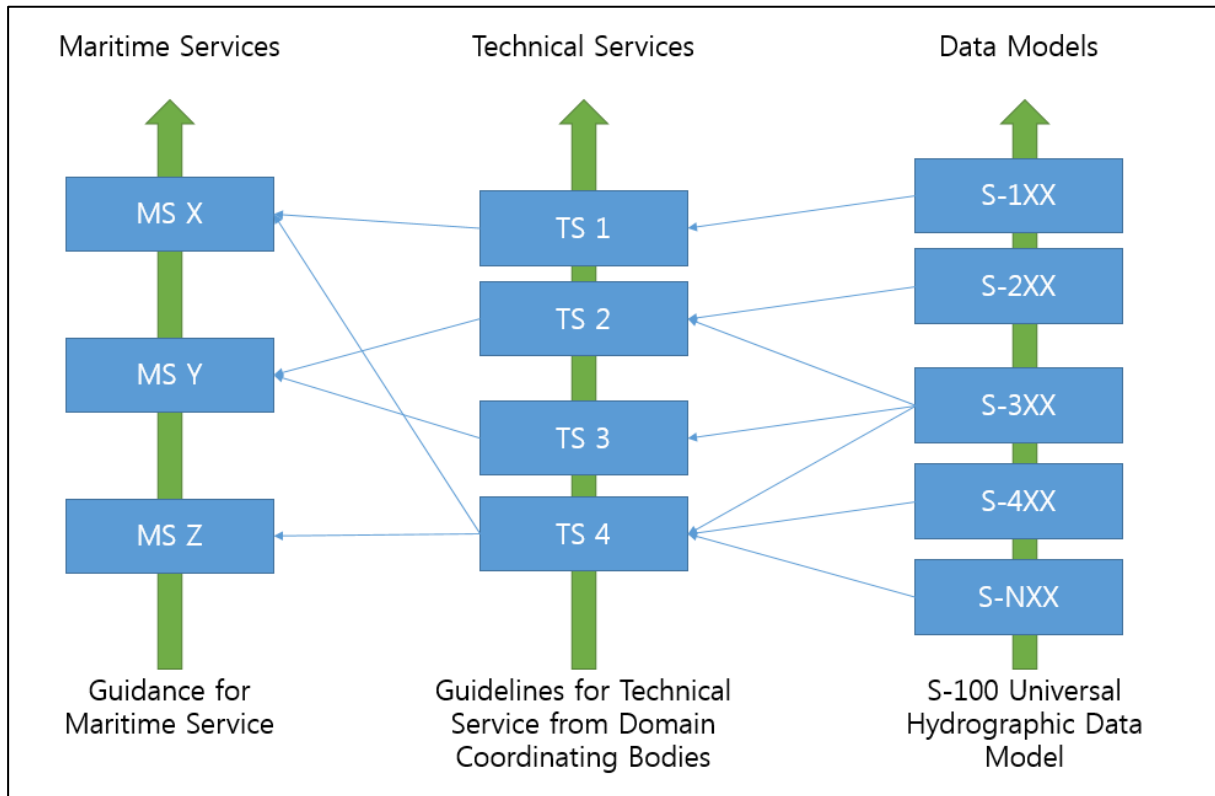 Maritime Services
Technical Services
Data Models
MS X
MS Y
MS Z
TS 1
TS 2
TS 3
TS 4
S-1XX
S-2XX
S-3XX
S-4XX
S-NXX
Guidance for
Maritime Service
Guidelines for Technical
Service from Domain
Coordinating Bodies
S-100 Universal
Hydrographic Data
Model